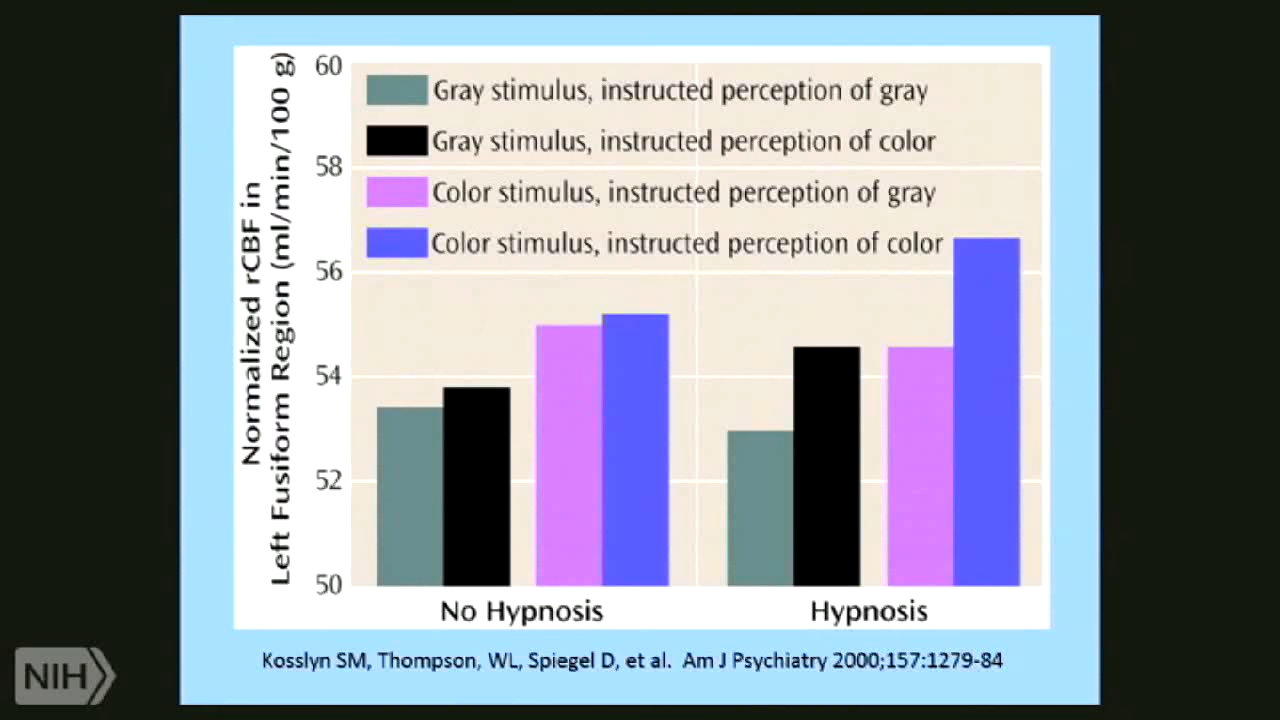 Normalized rCBF in
Left Fusiform Region (ml/min/100 g)
60
58
56
54
52
50
Gray stimulus, instructed perception of gray
Gray stimulus, instructed perception of color
Color stimulus, instructed perception of gray
Color stimulus, instructed perception of color
No Hypnosis
Hypnosis
Kosslyn SM, Thompson, WL, Spiegel D, et al. Am J Psychiatry 2000;157:1279-84
NIH